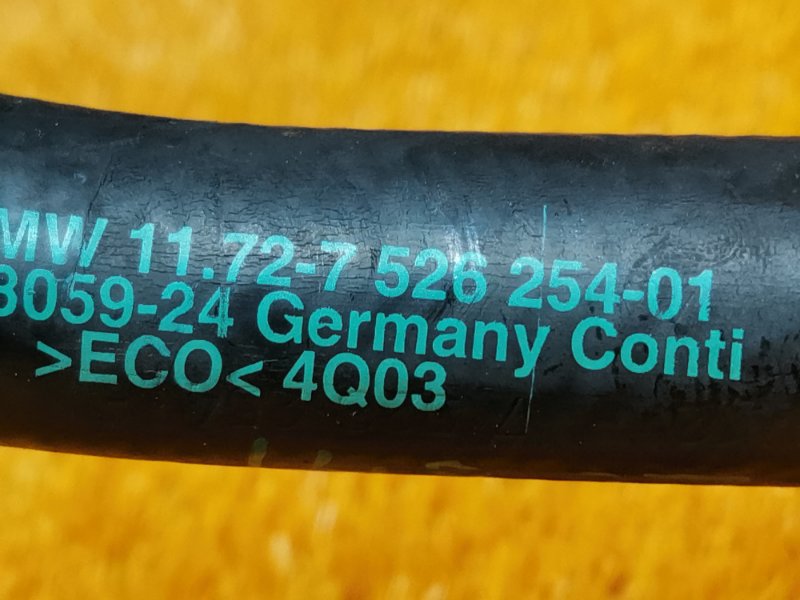 MW 11.72-7 526 254-01
3059-24 Germany Conti
>ECO< 4Q03